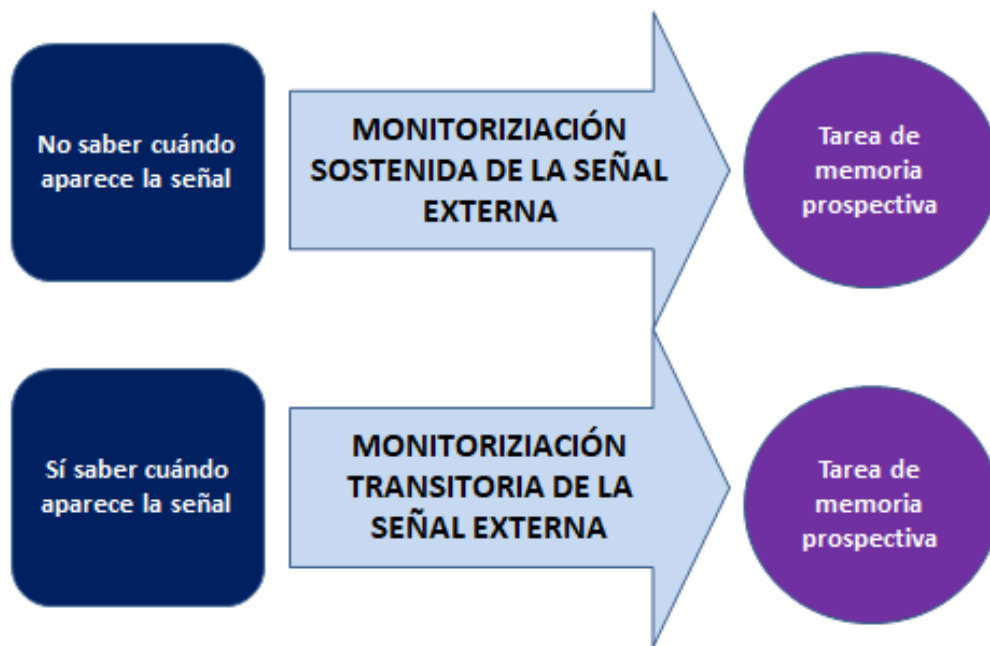 No saber cuándo
aparece la señal
MONITORIZIACIÓN
SOSTENIDA DE LA SEÑAL
EXTERNA
Tarea de
memoria
prospectiva
Sí saber cuándo
aparece la señal
MONITORIZIACIÓN
TRANSITORIA DE LA
SEÑAL EXTERNA
Tarea de
memoria
prospectiva